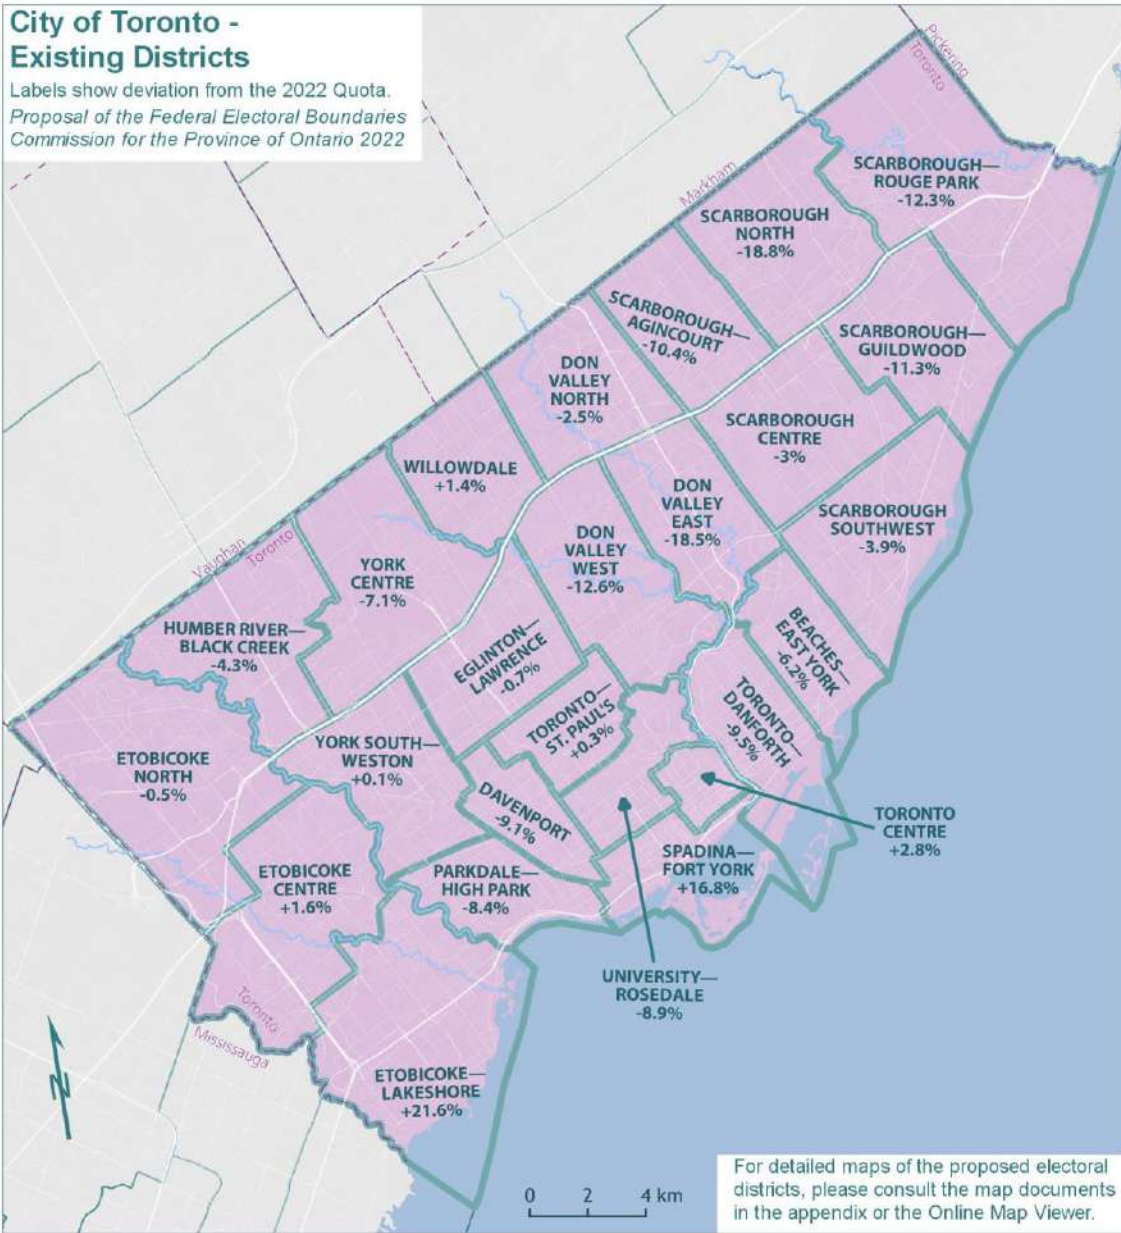 City of Toronto -
Existing Districts
Labels show deviation from the 2022 Quota.
Proposal of the Federal Electoral Boundaries
Commission for the Province of Ontario 2022
Pickering
Toronto
Markham
SCARBOROUGH—
ROUGE PARK
-12.3%
SCARBOROUGH
NORTH
-18.8%
SCARBOROUGH—
AGINCOURT
-10.4%
SCARBOROUGH—
GUILDWOOD
-11.3%
DON
VALLEY
NORTH
-2.5%
SCARBOROUGH
CENTRE
-3%
WILLOWDALE
+1.4%
DON
VALLEY
EAST
-18.5%
SCARBOROUGH
SOUTHWEST
-3.9%
Vaughan
Toronto
YORK
CENTRE
-7.1%
DON
VALLEY
WEST
-12.6%
HUMBER RIVER—
BLACK CREEK
-4.3%
EGLINTON—
LAWRENCE
-0.7%
BEACHES—
EAST YORK
-6.2%
TORONTO—
ST. PAUL'S
+0.3%
TORONTO—
DANFORTH
-9.5%
ETOBICOKE
NORTH
-0.5%
YORK SOUTH—
WESTON
+0.1%
DAVENPORT
-9.1%
TORONTO
CENTRE
+2.8%
ETOBICOKE
CENTRE
+1.6%
PARKDALE—
HIGH PARK
-8.4%
SPADINA—
FORT YORK
+16.8%
UNIVERSITY—
ROSEDALE
-8.9%
Toronto
Mississauga
ETOBICOKE—
LAKESHORE
+21.6%
N
0 2 4 km
For detailed maps of the proposed electoral
districts, please consult the map documents
in the appendix or the Online Map Viewer.